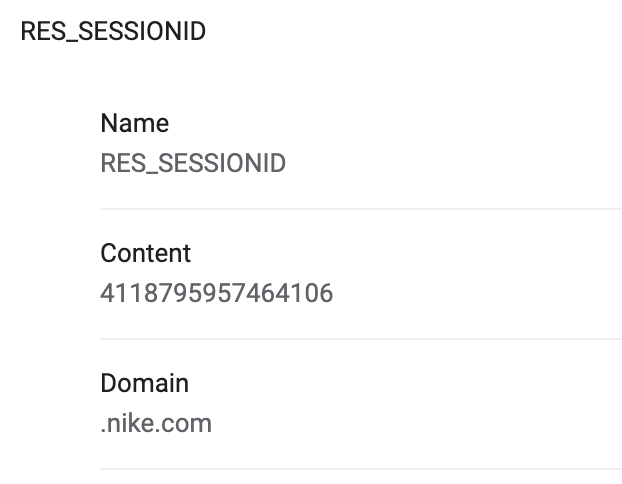 RES_SESSIONID
Name
RES_SESSIONID
Content
4118795957464106
Domain
.nike.com